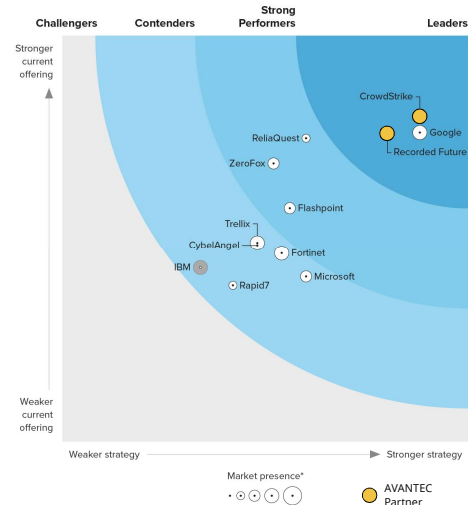 Challengers
Contenders
Strong
Performers
Leaders
Stronger
current
offering
CrowdStrike
Google
Recorded Future
ReliaQuest
ZeroFox
Flashpoint
Trellix
CybelAngel
Fortinet
IBM
Microsoft
Rapid7
Weaker
current
offering
Weaker strategy
Stronger strategy
Market presence*
AVANTEC
Partner